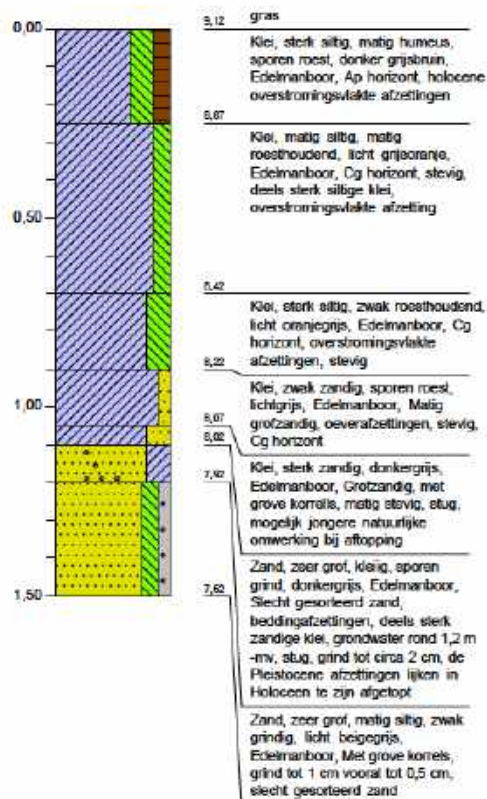 0,00
9,12
gras
Klei, sterk siltig, matig humeus,
sporen roest, donker grijsbruin,
Edelmanboor, Ap horizont, holocene
overstromingsvlakte afzettingen
8,87
Klei, matig siltig, matig
roesthoudend, licht grijsoranje,
Edelmanboor, Cg horizont, stevig,
deels sterk siltige klei,
overstromingsvlakte afzetting
0,50
8,42
Klei, sterk siltig, zwak roesthoudend,
licht oranjegrijs, Edelmanboor, Cg
horizont, overstromingsvlakte
afzettingen, stevig
8,22
Klei, zwak zandig, sporen roest,
lichtgrijs, Edelmanboor, Matig
grofzandig, oeverafzettingen, stevig,
Cg horizont
1,00
8,07
8,02
Klei, sterk zandig, donkergrijs,
Edelmanboor, Grofzandig, met
grove korrels, matig stevig, stug,
mogelijk jongere natuurlijke
omwerking bij aftopping
7,92
Zand, zeer grof, kleiig, sporen
grind, donkergrijs, Edelmanboor,
Slecht gesorteerd zand,
beddingafzettingen, deels sterk
zandige klei, grondwater rond 1,2 m
-mv, stug, grind tot circa 2 cm, de
Pleistocene afzettingen lijken in
Holoceen te zijn afgetopt
1,50
7,62
Zand, zeer grof, matig siltig, zwak
grindig, licht beigegrijs,
Edelmanboor, Met grove korrels,
grind tot 1 cm vooral tot 0,5 cm,
slecht gesorteerd zand